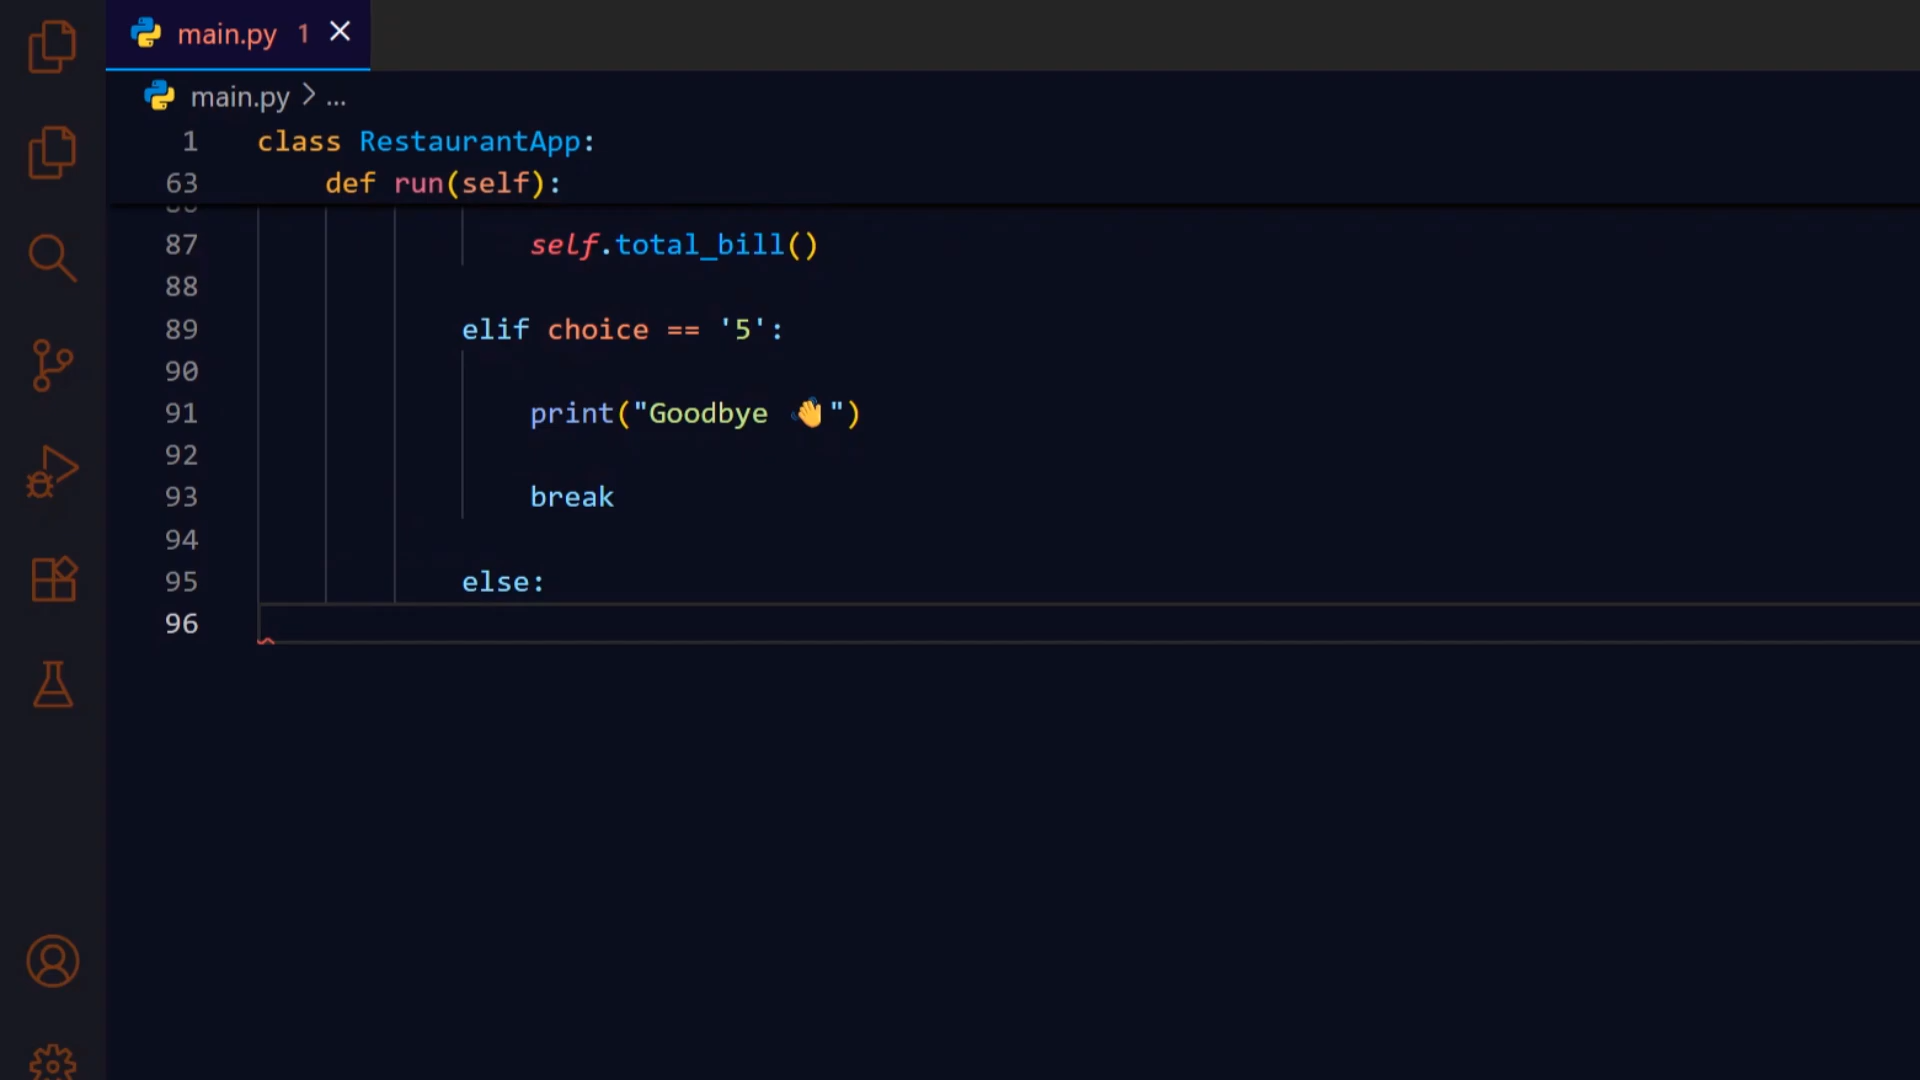 main.py 1
main.py > ...
1 class RestaurantApp:
63 def run(self):
87 self.total_bill()
88
89 elif choice == '5':
90
91 print("Goodbye 👋")
92
93 break
94
95 else:
96